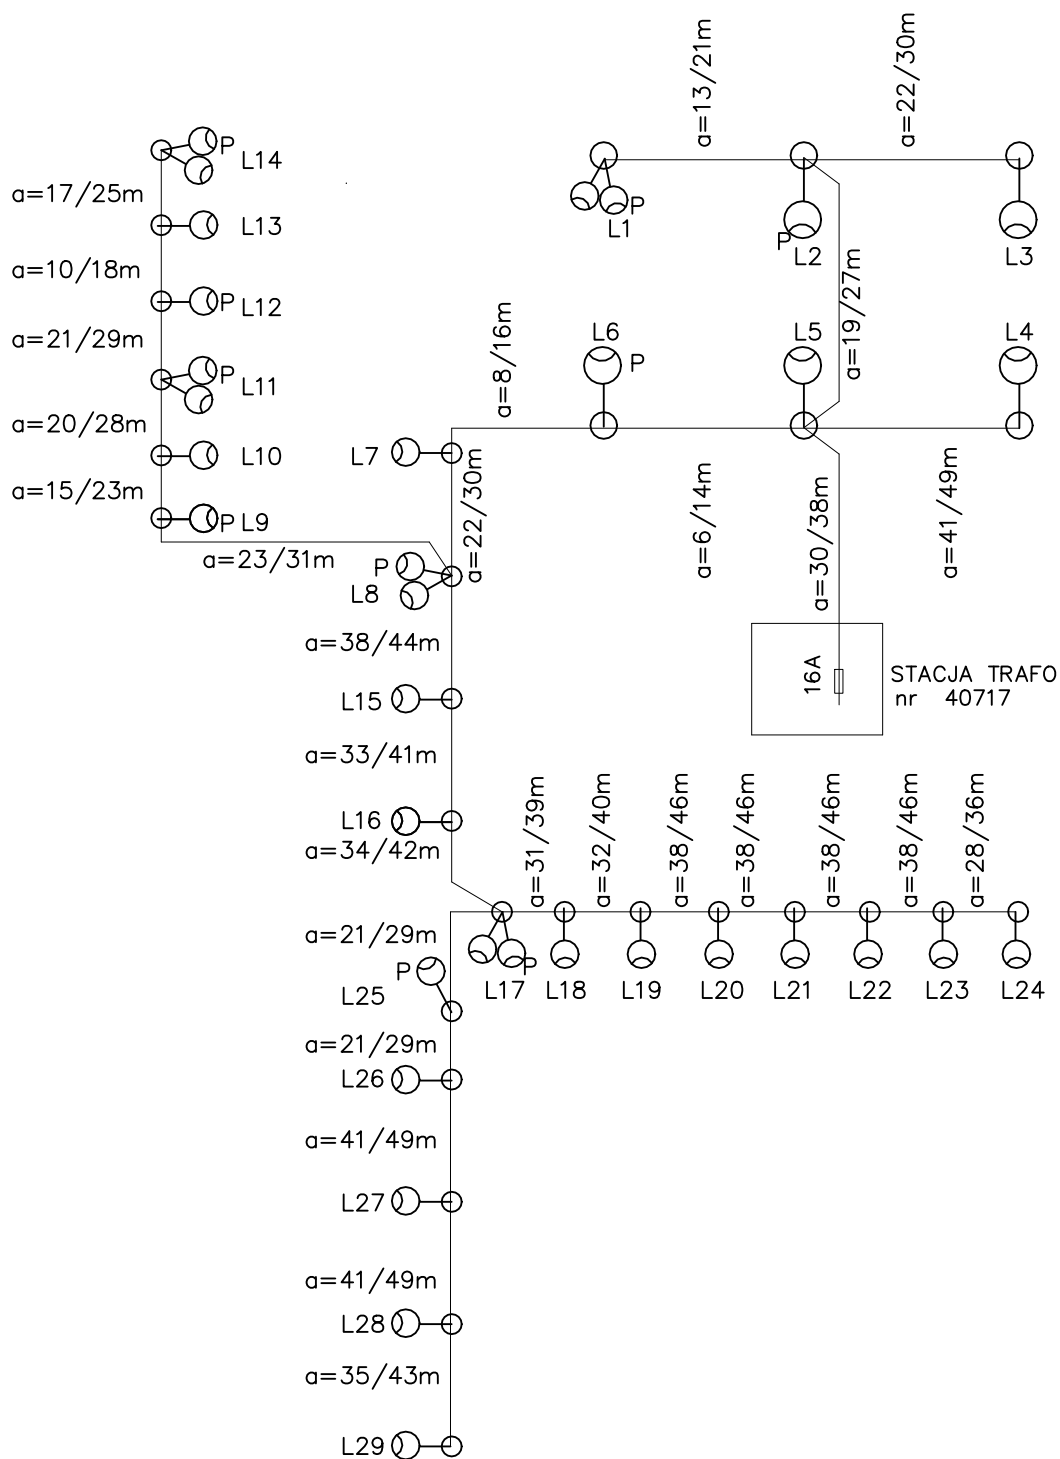 a=13/21m
a=22/30m
P
L14
a=17/25m
L13
P
L1
P
L2
L3
a=10/18m
a=19/27m
P L12
a=21/29m
a=8/16m
L6
P
L5
L4
P
L11
a=20/28m
L10
L7
a=22/30m
a=15/23m
P L9
a=6/14m
a=30/38m
a=41/49m
a=23/31m
P
L8
a=38/44m
16A
STACJA TRAFO
nr 40717
L15
a=33/41m
L16
a=34/42m
a=31/39m
a=32/40m
a=38/46m
a=38/46m
a=38/46m
a=38/46m
a=28/36m
a=21/29m
P
P
L25
L17
L18
L19
L20
L21
L22
L23
L24
a=21/29m
L26
a=41/49m
L27
a=41/49m
L28
a=35/43m
L29